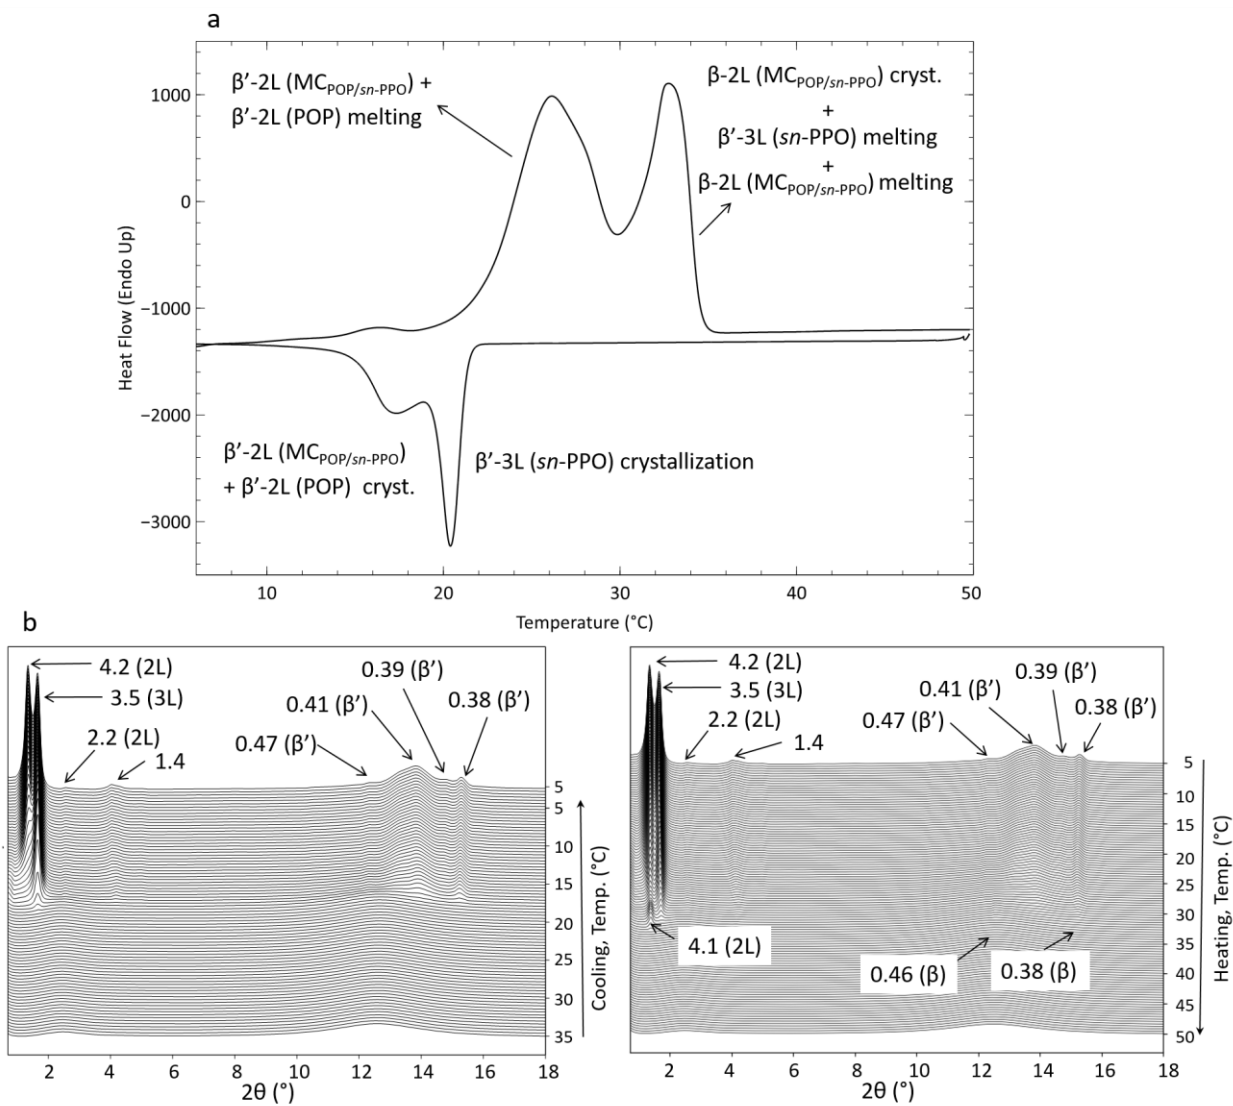 a
β’-2L (MCPOP/sn-PPO) +
β’-2L (POP) melting
β-2L (MCPOP/sn-PPO) cryst.
+
β’-3L (sn-PPO) melting
+
β-2L (MCPOP/sn-PPO) melting
1000
0
−1000
−2000
−3000
Heat Flow (Endo Up)
β’-2L (MCPOP/sn-PPO)
+ β’-2L (POP) cryst.
β’-3L (sn-PPO) crystallization
10
20
30
40
50
Temperature (°C)
b
4.2 (2L)
3.5 (3L)
2.2 (2L)
1.4
0.47 (β’)
0.41 (β’)
0.39 (β’)
0.38 (β’)
5
5
10
15
20
25
30
35
Cooling, Temp. (°C)
2
4
6
8
10
12
14
16
18
2θ (°)
4.2 (2L)
3.5 (3L)
2.2 (2L)
1.4
0.47 (β’)
0.41 (β’)
0.39 (β’)
0.38 (β’)
4.1 (2L)
0.46 (β)
0.38 (β)
5
10
15
20
25
30
35
40
45
50
Heating, Temp. (°C)
2
4
6
8
10
12
14
16
18
2θ (°)